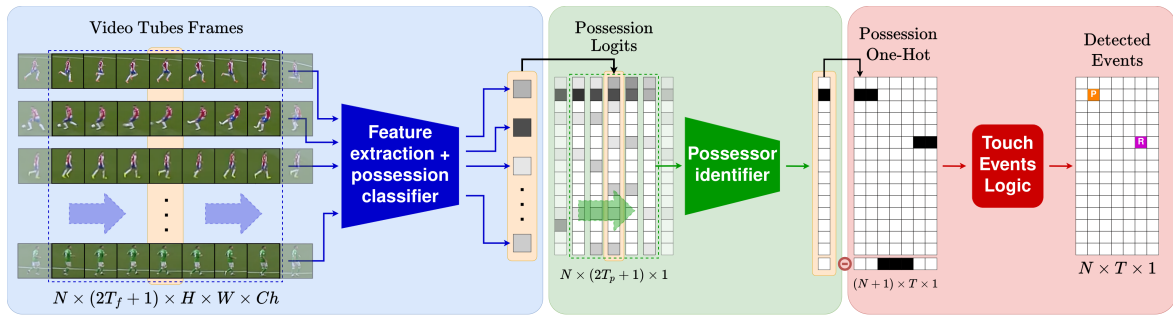 Video Tubes Frames
N × (2T_f + 1) × H × W × Ch
Feature
extraction +
possession
classifier
Possession
Logits
N × (2T_p + 1) × 1
Possessor
identifier
Possession
One-Hot
(N + 1) × T × 1
Touch
Events
Logic
Detected
Events
P
R
N × T × 1